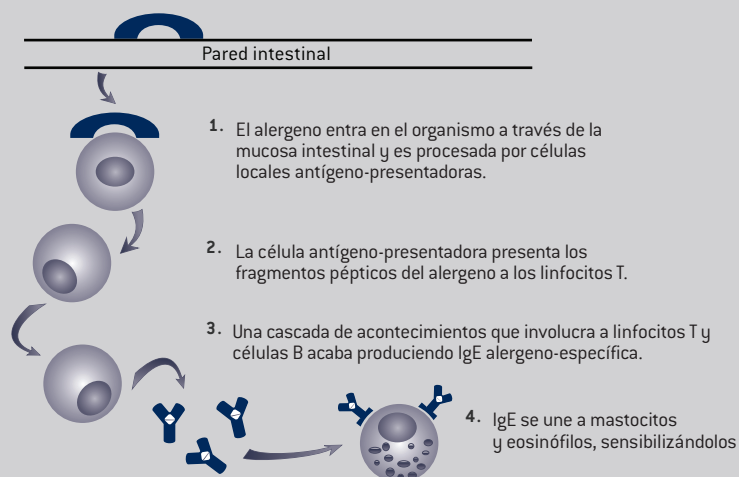 Pared intestinal
1. El alergeno entra en el organismo a través de la
mucosa intestinal y es procesada por células
locales antígeno-presentadoras.
2. La célula antígeno-presentadora presenta los
fragmentos pépticos del alergeno a los linfocitos T.
3. Una cascada de acontecimientos que involucra a linfocitos T y
células B acaba produciendo IgE alergeno-específica.
4. IgE se une a mastocitos
y eosinófilos, sensibilizándolos